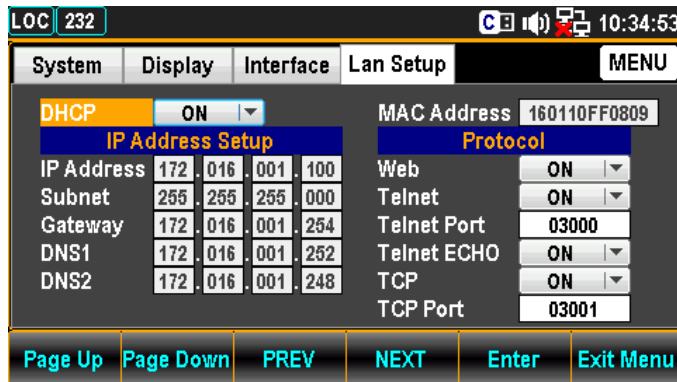 LOC 232 C 10:34:53
System Display Interface Lan Setup MENU
DHCP ON MAC Address 160110FF0809
IP Address Setup Protocol
IP Address 172 . 016 . 001 . 100 Web ON
Subnet 255 . 255 . 255 . 000 Telnet ON
Gateway 172 . 016 . 001 . 254 Telnet Port 03000
DNS1 172 . 016 . 001 . 252 Telnet ECHO ON
DNS2 172 . 016 . 001 . 248 TCP ON
TCP Port 03001
Page Up Page Down PREV NEXT Enter Exit Menu